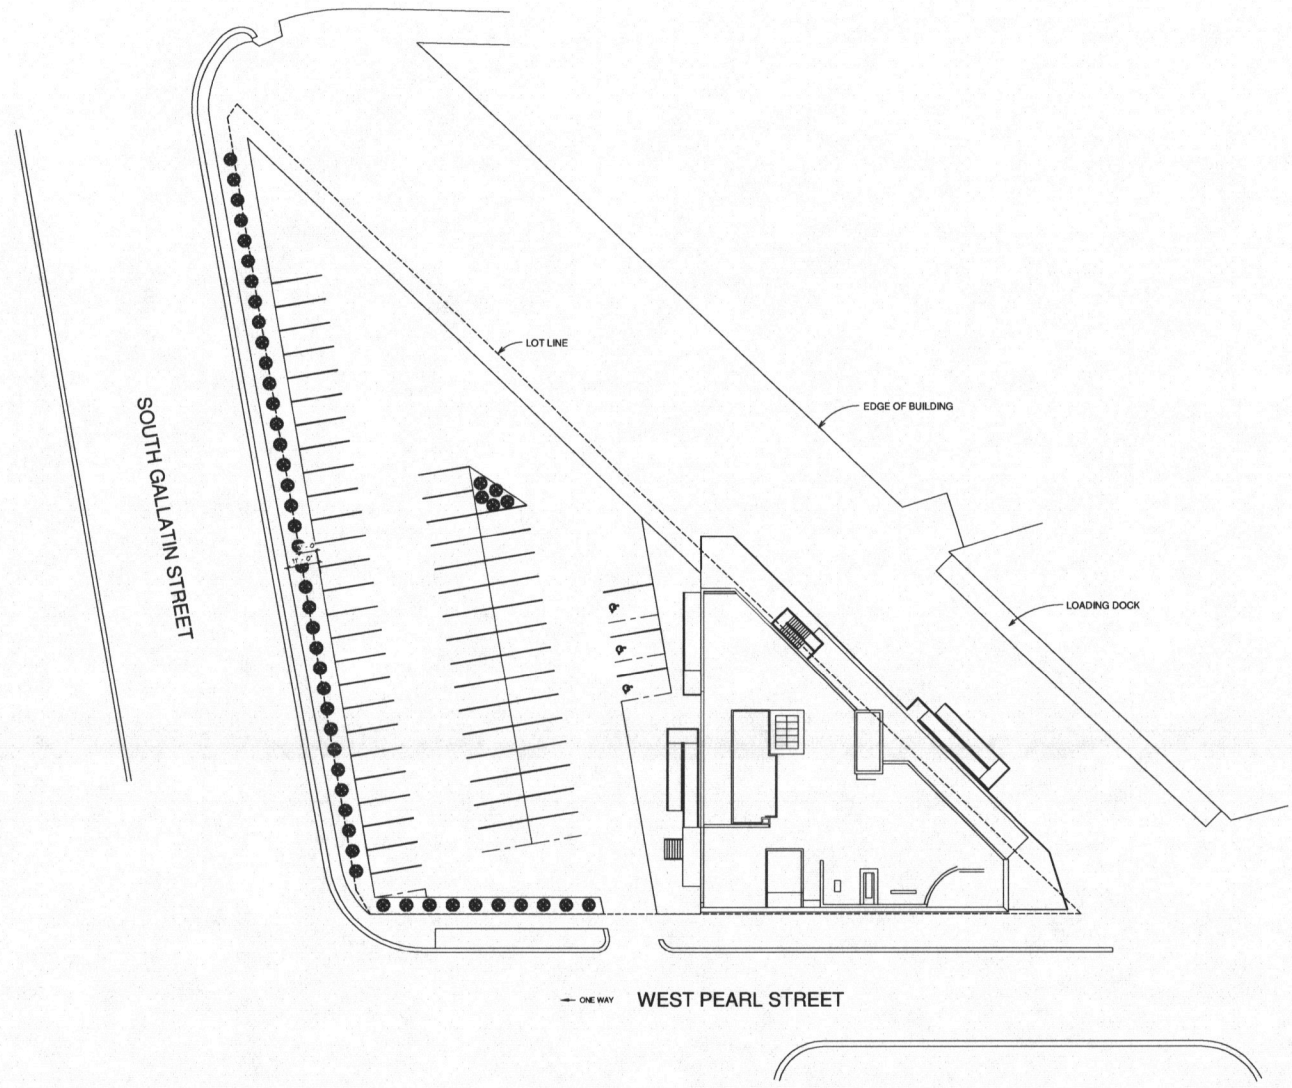 LOT LINE
EDGE OF BUILDING
SOUTH GALLATIN STREET
LOADING DOCK
ONE WAY
WEST PEARL STREET